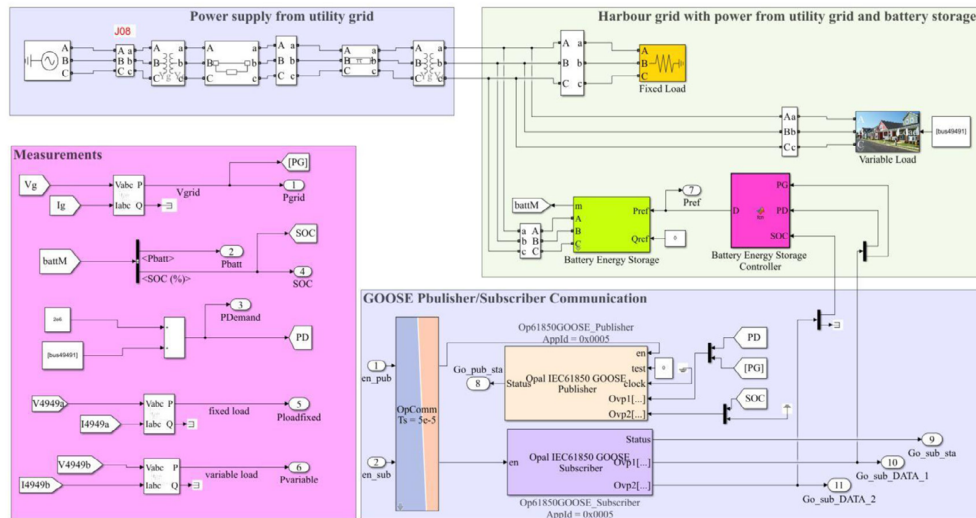 Power supply from utility grid
Harbour grid with power from utility grid and battery storage
J08
A
B
C
A a
B b
C c
A a
B b
C c
A a
B b
C c
A a
B b
C c
A a
B b
C c
A a
B b
C c
A a
B b
C c
A
B
C
Fixed Load
Aa
Bb
Cc
A
B
C
[bus49491]
Variable Load
Measurements
[PG]
Vg
Vabc P
Iabc Q
Vgrid
1
Pgrid
Ig
battM
<Pbatt>
2
Pbatt
SOC
<SOC (%)>
4
SOC
2e6
[bus49491]
3
PDemand
PD
V4949a
I4949a
Vabc P
Iabc Q
fixed load
5
Ploadfixed
V4949b
I4949b
Vabc P
Iabc Q
variable load
6
Pvariable
battM
a A
b B
c C
m
A
B
C
Pref
Qref
Battery Energy Storage
7
Pref
0
D
PG
PD
SOC
Battery Energy Storage
Controller
GOOSE Pbulisher/Subscriber Communication
1
en_pub
2
en_sub
OpComm
Ts = 5e-5
Op61850GOOSE_Publisher
AppId = 0x0005
Go_pub_sta
8
Status
Opal IEC61850 GOOSE
Publisher
en
test
clock
Ovp1[...]
Ovp2[...]
0
PD
[PG]
SOC
en
Opal IEC61850 GOOSE
Subscriber
Status
Ovp1[...]
Ovp2[...]
Op61850GOOSE_Subscriber
AppId = 0x0005
9
Go_sub_sta
10
Go_sub_DATA_1
11
Go_sub_DATA_2